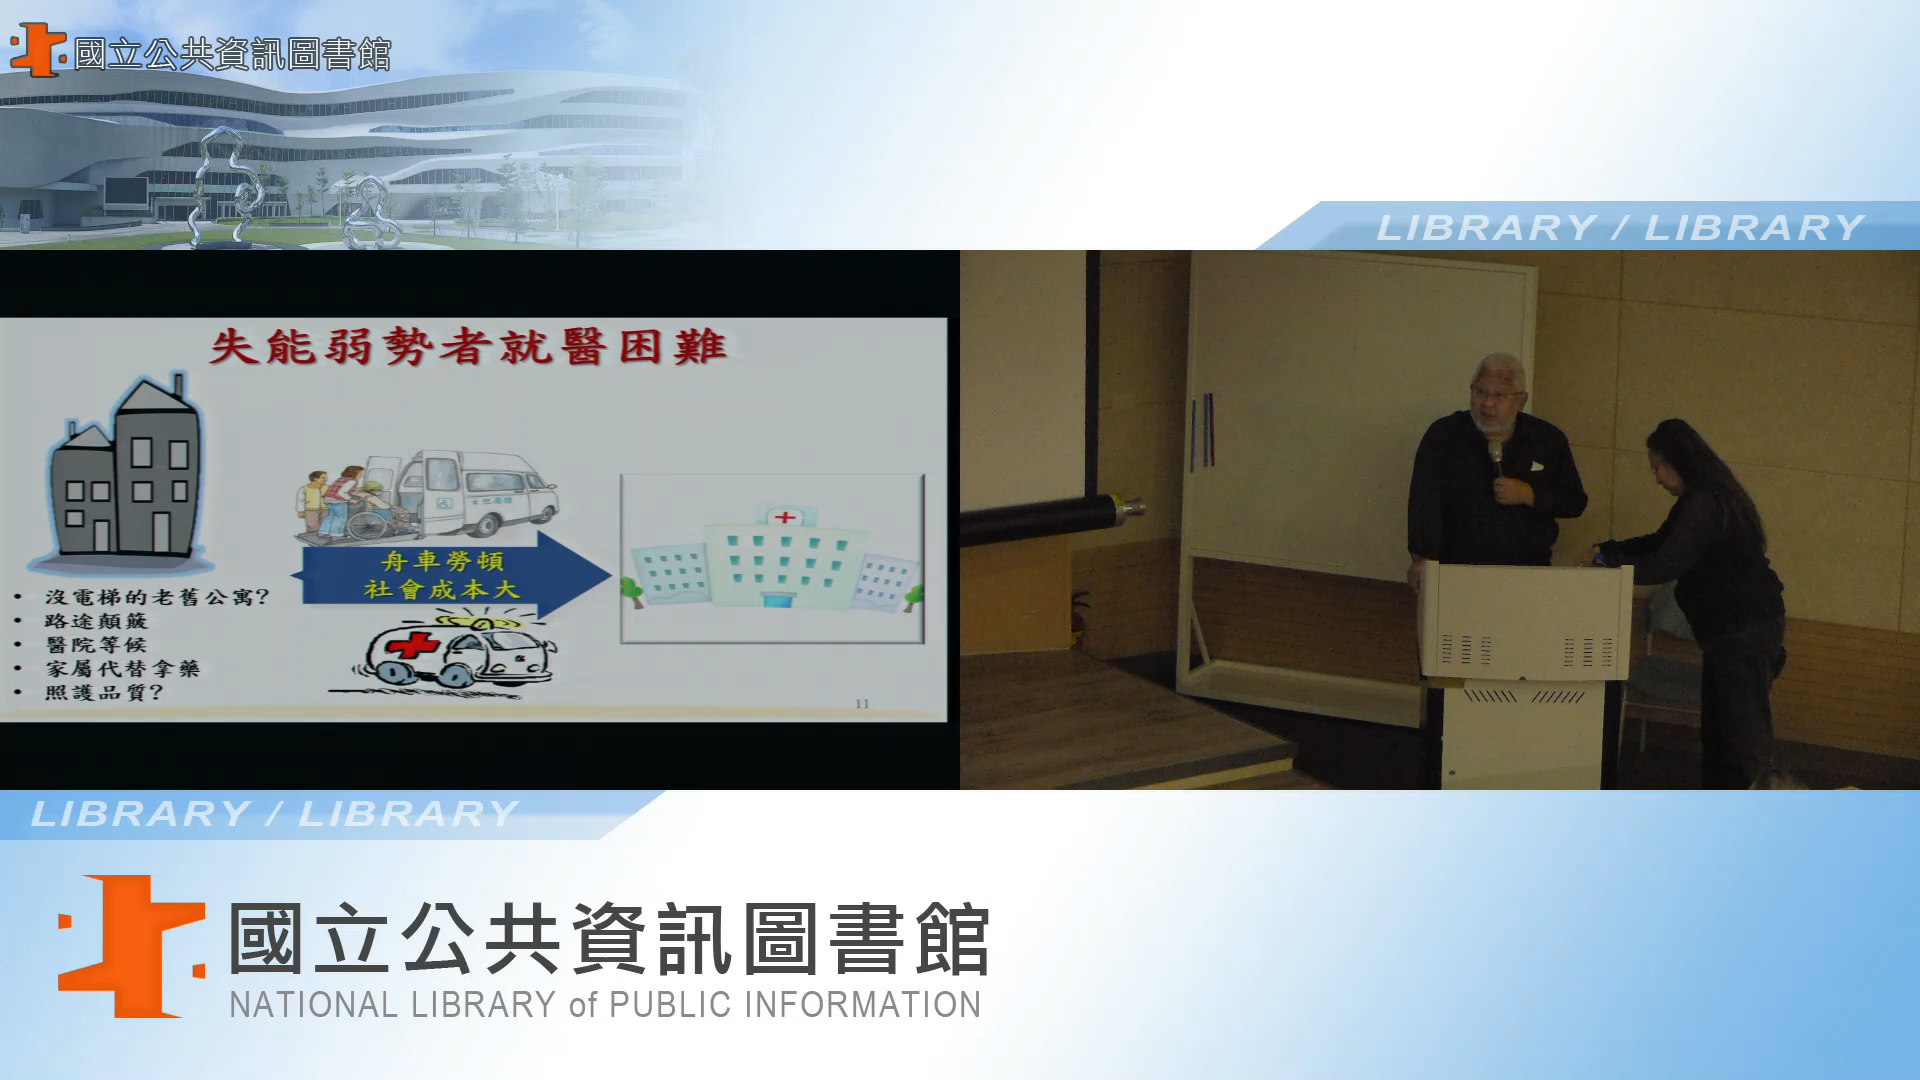 國立公共資訊圖書館
LIBRARY / LIBRARY
失能弱勢者就醫困難
舟車勞頓
社會成本大
• 沒電梯的老舊公寓?
• 路途顛簸
• 醫院等候
• 家屬代替拿藥
• 照護品質?
11
LIBRARY / LIBRARY
國立公共資訊圖書館
NATIONAL LIBRARY of PUBLIC INFORMATION